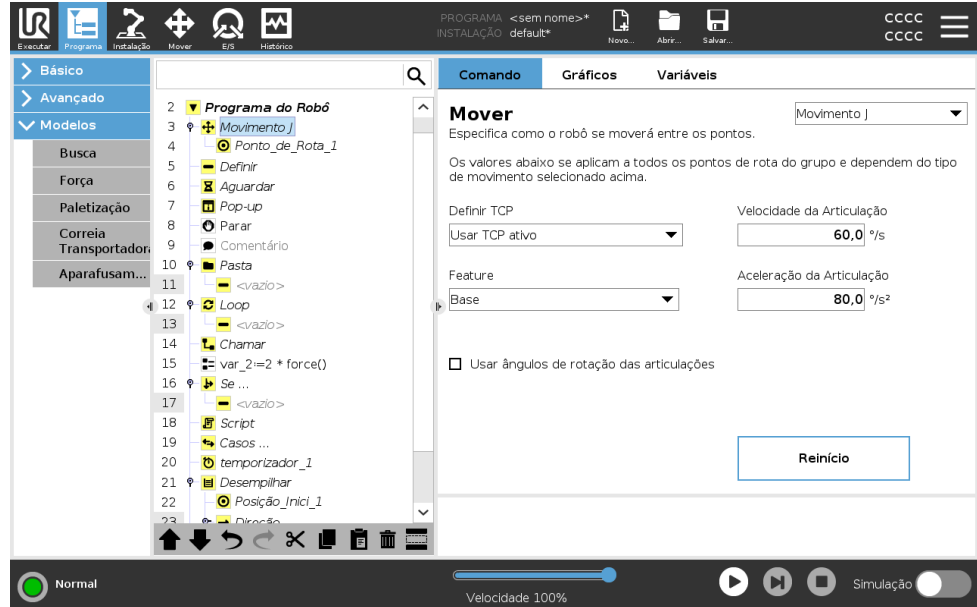 PROGRAMA <sem nome>*
INSTALAÇÃO default*
Executar Programa Instalação Mover E/S Histórico
Novo... Abrir... Salvar...
CCCC
CCCC
Básico
Avançado
Modelos
Busca
Força
Paletização
Correia
Transportadora
Aparafusam...
2 Programa do Robô
3 Movimento J
4 Ponto_de_Rota_1
5 Definir
6 Aguardar
7 Pop-up
8 Parar
9 Comentário
10 Pasta
11 <vazio>
12 Loop
13 <vazio>
14 Chamar
15 var_2:=2 * force()
16 Se ...
17 <vazio>
18 Script
19 Casos ...
20 temporizador_1
21 Desempilhar
22 Posição_Inici_1
23 Direção
Comando Gráficos Variáveis
Mover
Movimento J
Especifica como o robô se moverá entre os pontos.
Os valores abaixo se aplicam a todos os pontos de rota do grupo e dependem do tipo
de movimento selecionado acima.
Definir TCP
Velocidade da Articulação
Usar TCP ativo
60,0 º/s
Feature
Aceleração da Articulação
Base
80,0 º/s²
Usar ângulos de rotação das articulações
Reinício
Normal
Velocidade 100%
Simulação